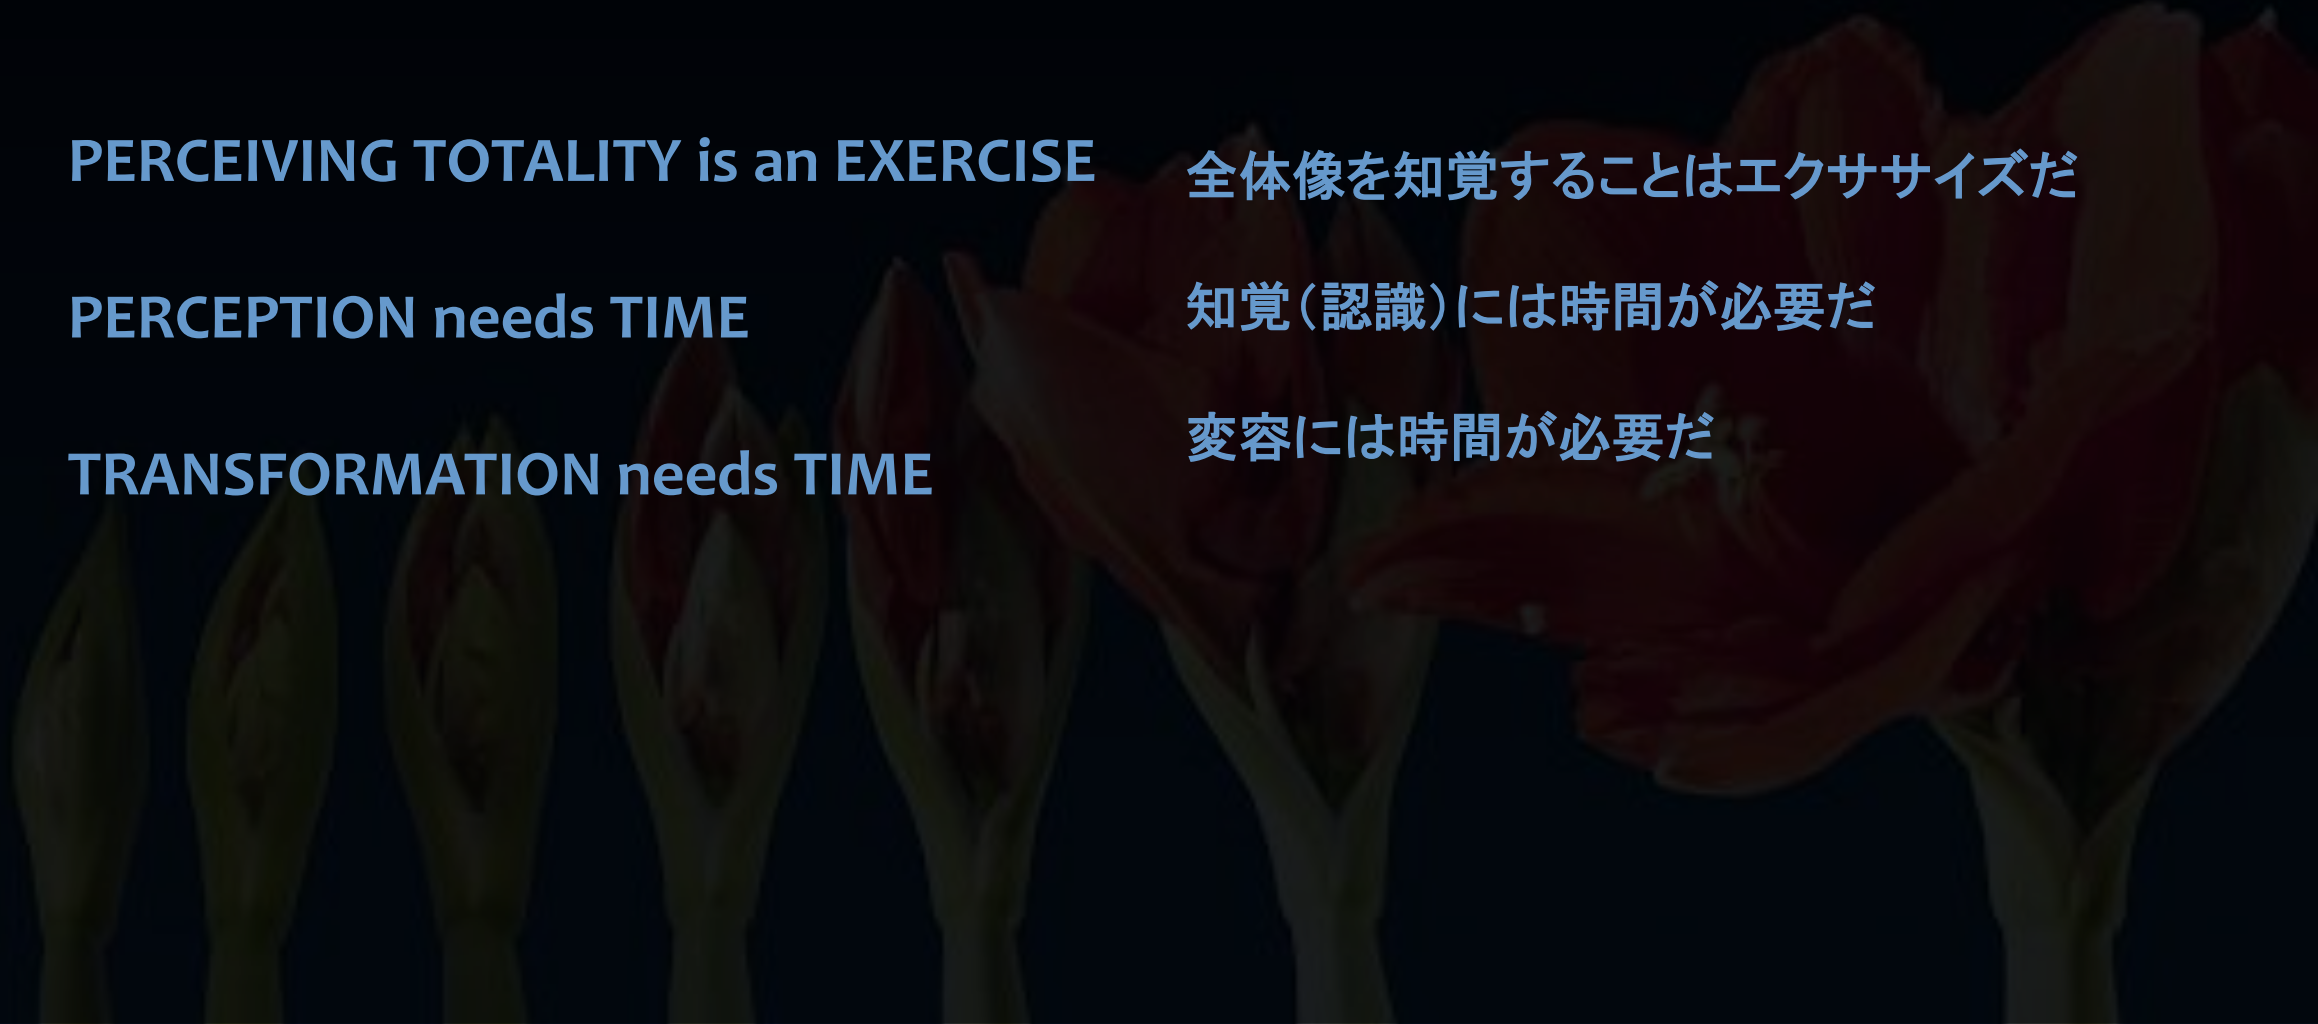 PERCEIVING TOTALITY is an EXERCISE
PERCEPTION needs TIME
TRANSFORMATION needs TIME
全体像を知覚することはエクササイズだ
知覚（認識）には時間が必要だ
変容には時間が必要だ